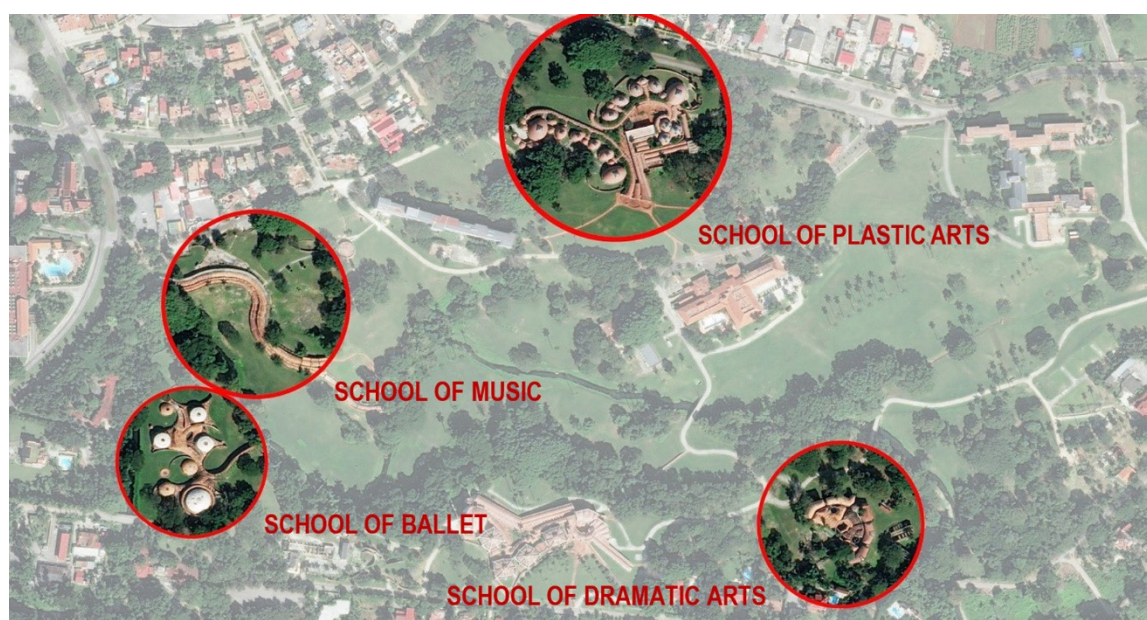 SCHOOL OF PLASTIC ARTS
SCHOOL OF MUSIC
SCHOOL OF BALLET
SCHOOL OF DRAMATIC ARTS